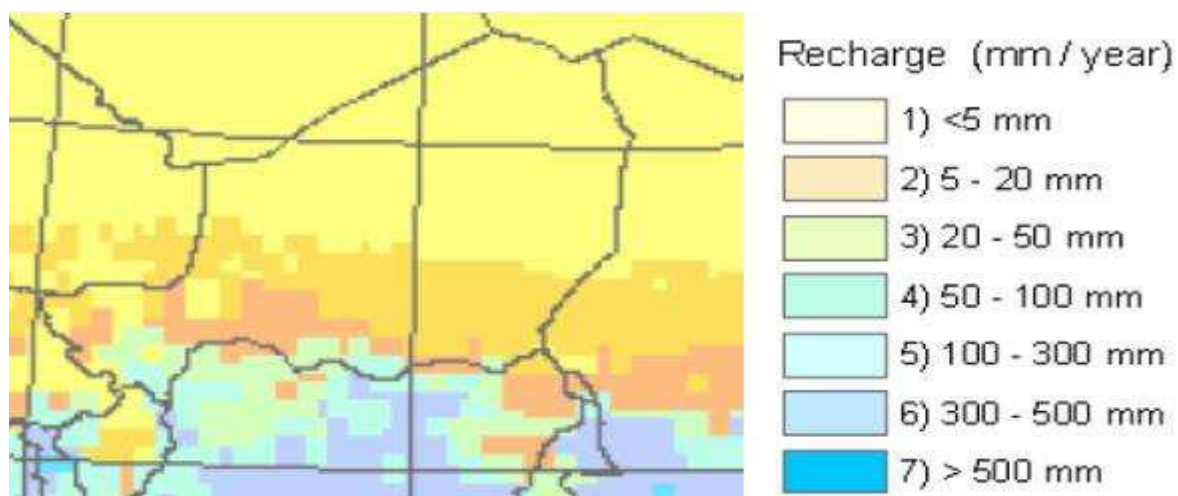 Recharge (mm / year)
1) <5 mm
2) 5 - 20 mm
3) 20 - 50 mm
4) 50 - 100 mm
5) 100 - 300 mm
6) 300 - 500 mm
7) > 500 mm